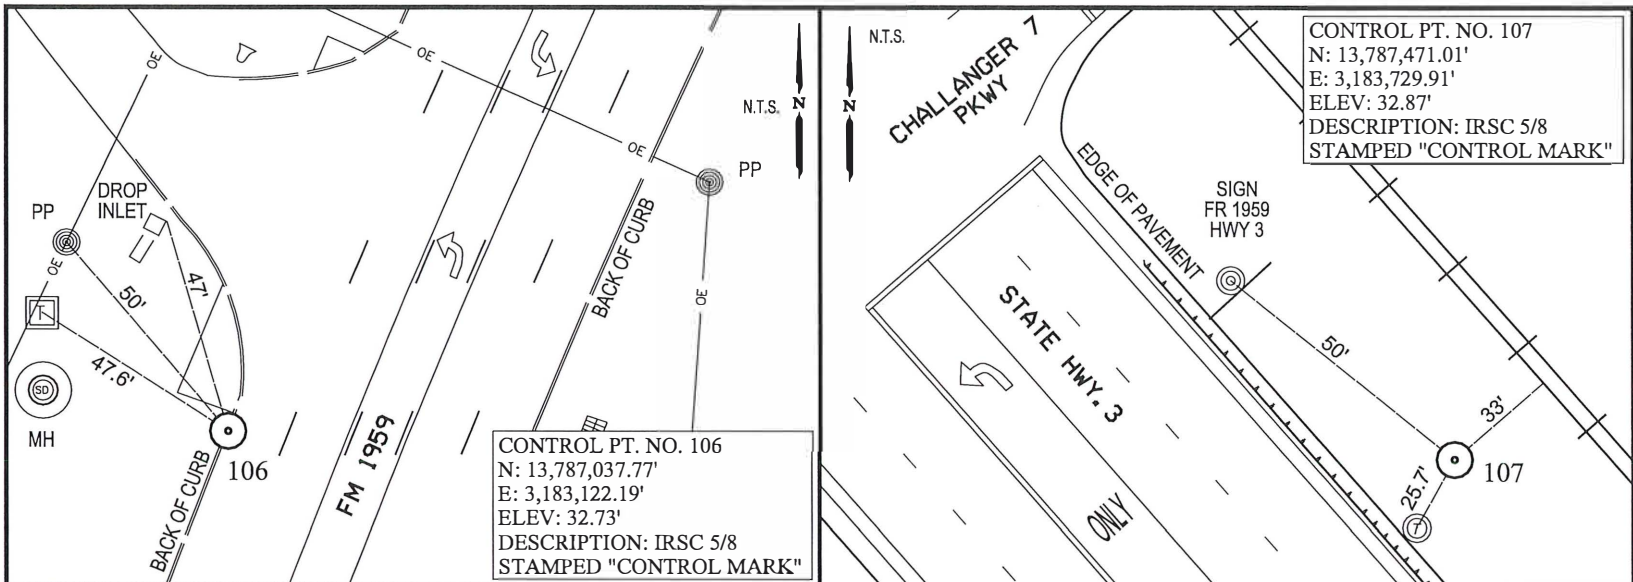 OE
OE
OE
N.T.S.
N
PP
DROP
INLET
PP
OE
47'
50'
T
47.6'
SD
MH
106
BACK OF CURB
FM 1959
BACK OF CURB
OE
CONTROL PT. NO. 106
N: 13,787,037.77'
E: 3,183,122.19'
ELEV: 32.73'
DESCRIPTION: IRSC 5/8
STAMPED "CONTROL MARK"
N.T.S.
N
CHALLANGER 7
PKWY
CONTROL PT. NO. 107
N: 13,787,471.01'
E: 3,183,729.91'
ELEV: 32.87'
DESCRIPTION: IRSC 5/8
STAMPED "CONTROL MARK"
EDGE OF PAVEMENT
SIGN
FR 1959
HWY 3
STATE HWY. 3
50'
33'
107
25.7'
T
ONLY